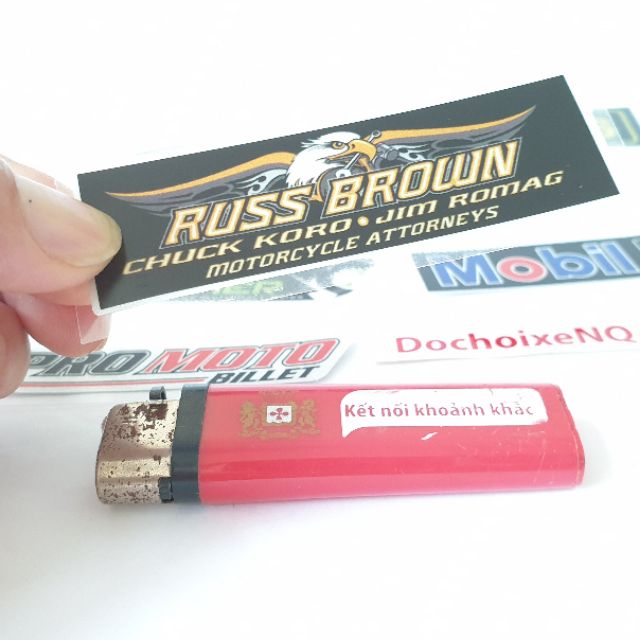 RUSS BROWN
CHUCK KORO • JIM ROMAG
MOTORCYCLE ATTORNEYS
Mobil
DochoixeNQ
PRO MOTO
BILLET
Kết nối khoảnh khắc